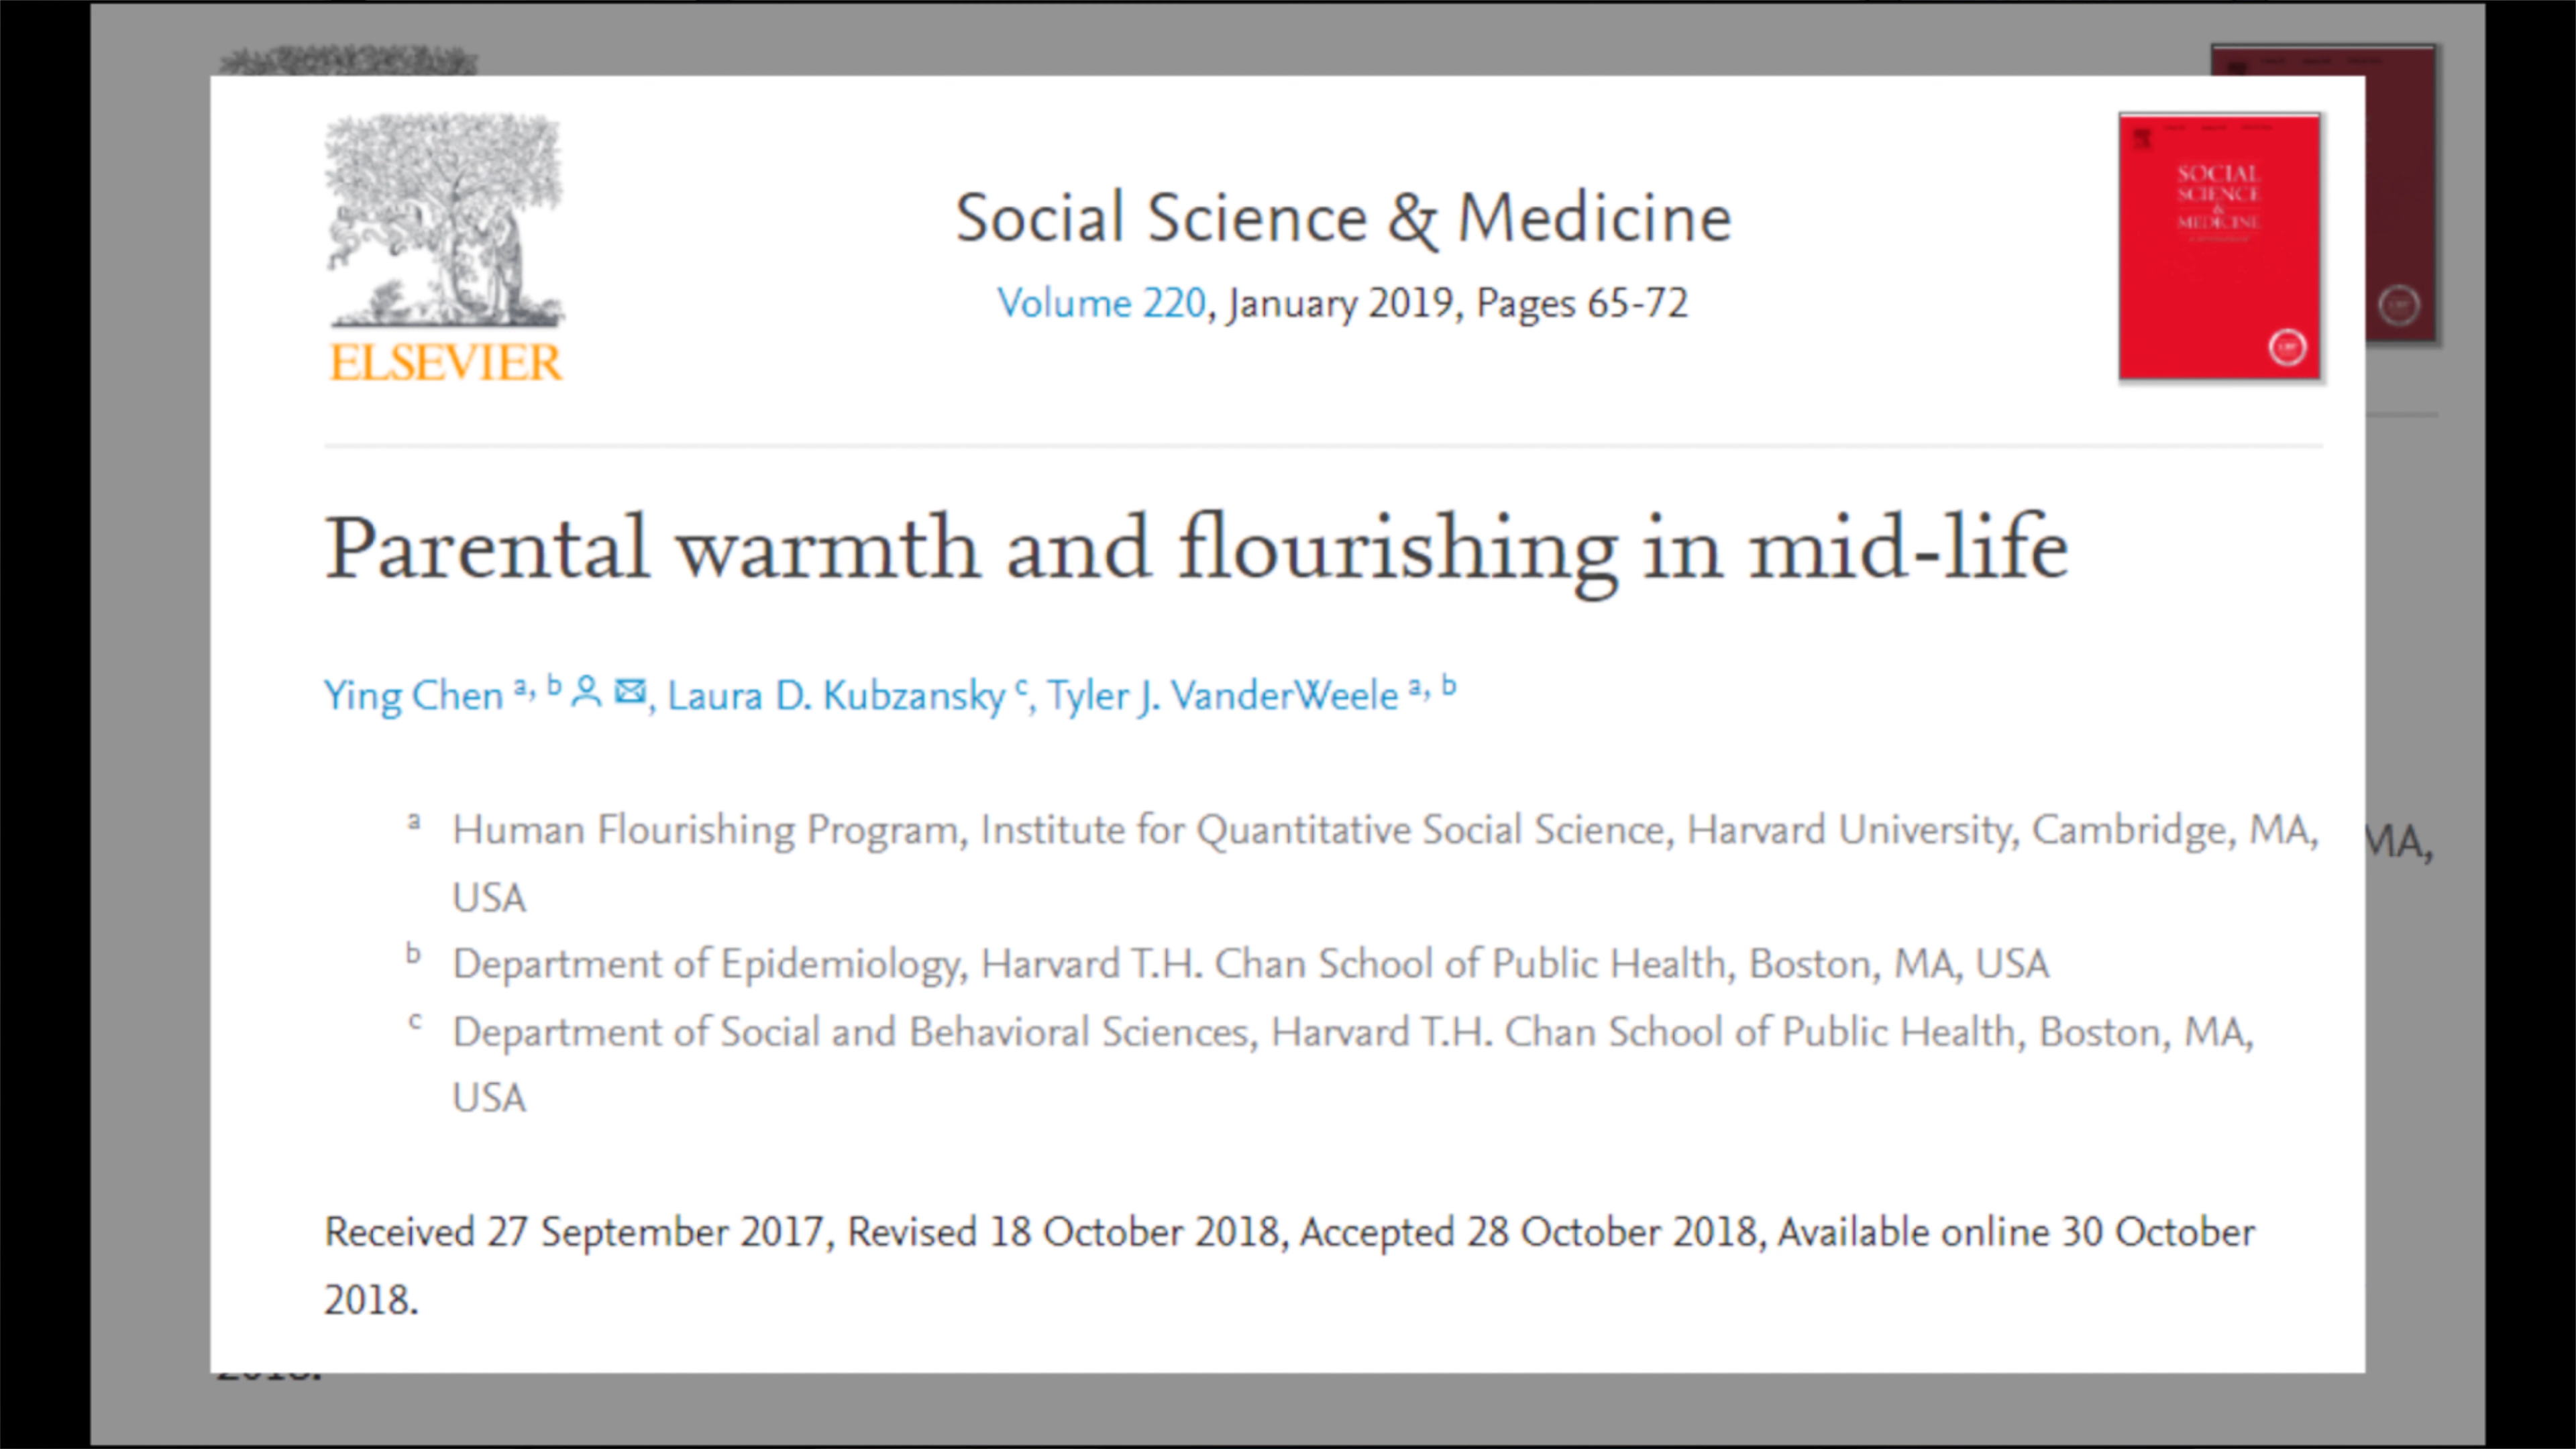 ELSEVIER
Social Science & Medicine
Volume 220, January 2019, Pages 65-72
SOCIAL
SCIENCE
&
MEDICINE
Parental warmth and flourishing in mid-life
Ying Chen a, b, Laura D. Kubzansky c, Tyler J. VanderWeele a, b
a Human Flourishing Program, Institute for Quantitative Social Science, Harvard University, Cambridge, MA,
USA
MA,
b Department of Epidemiology, Harvard T.H. Chan School of Public Health, Boston, MA, USA
c Department of Social and Behavioral Sciences, Harvard T.H. Chan School of Public Health, Boston, MA,
USA
Received 27 September 2017, Revised 18 October 2018, Accepted 28 October 2018, Available online 30 October
2018.